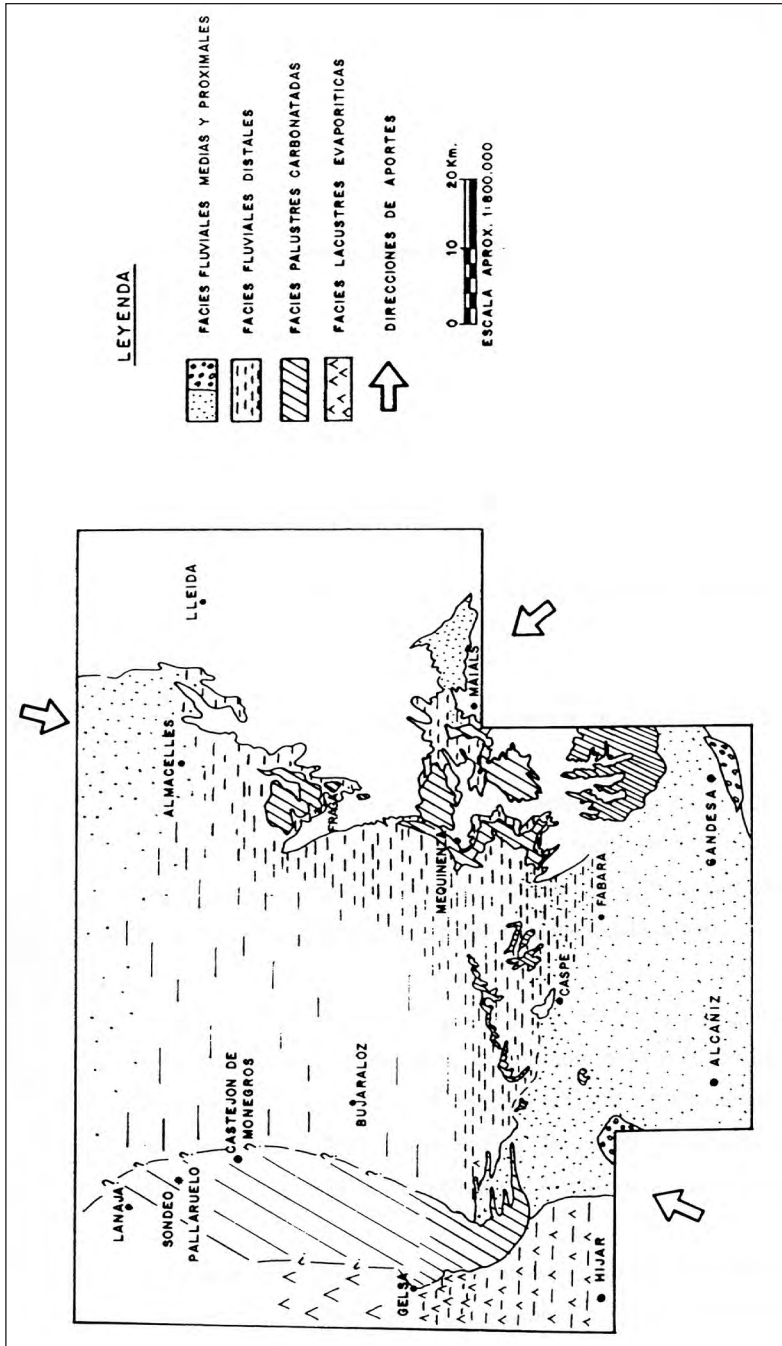 LEYENDA
FACIES FLUVIALES MEDIAS Y PROXIMALES
FACIES FLUVIALES DISTALES
FACIES PALUSTRES CARBONATADAS
FACIES LACUSTRES EVAPORITICAS
DIRECCIONES DE APORTES
0 10 20 Km.
ESCALA APROX. 1:800.000
LANAJA
SONDEO
PALLARUELO
CASTEJON DE
MONEGROS
ALMACELLES
LLEIDA
BUJARALOZ
FRAGA
GELSA
MEQUINENZA
MAIALS
CASPE
FABARA
HIJAR
ALCAÑIZ
GANDESA
? ? ? ? ? ?